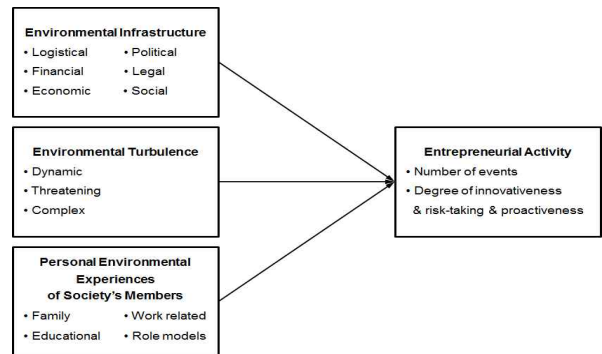 Environmental Infrastructure
• Logistical • Political
• Financial • Legal
• Economic • Social
Environmental Turbulence
• Dynamic
• Threatening
• Complex
Personal Environmental
Experiences
of Society's Members
• Family • Work related
• Educational • Role models
Entrepreneurial Activity
• Number of events
• Degree of innovativeness
& risk-taking & proactiveness